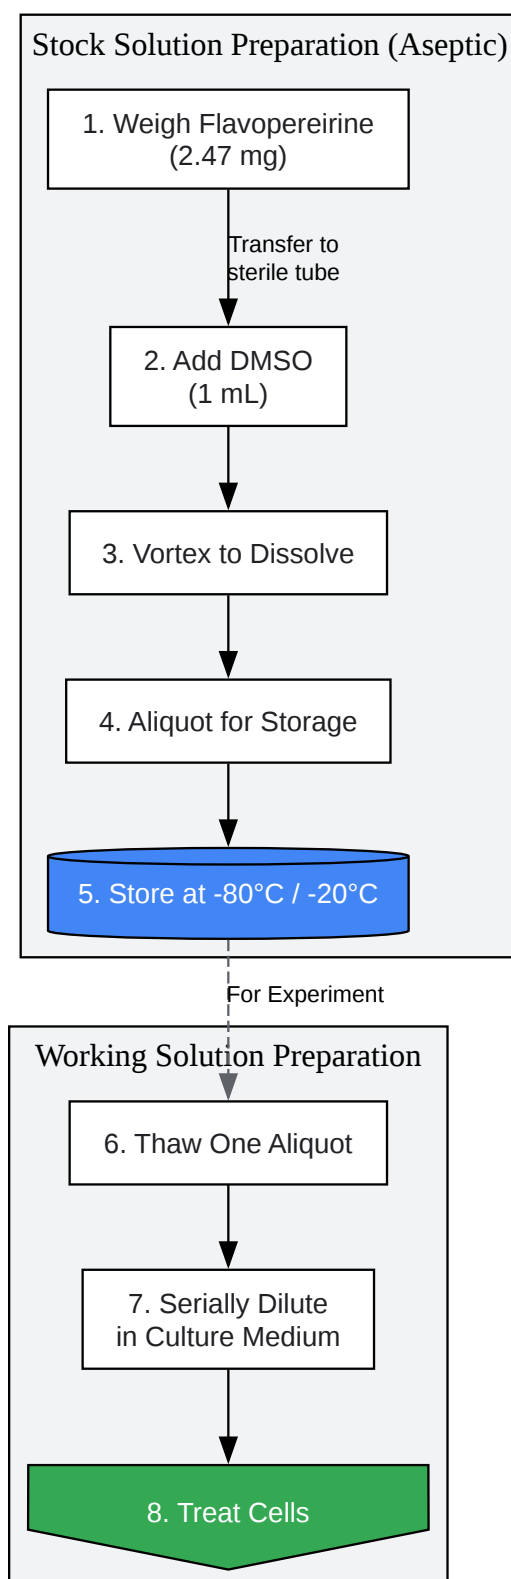 Stock Solution Preparation (Aseptic)
1. Weigh Flavopereirine
(2.47 mg)
Transfer to
sterile tube
2. Add DMSO
(1 mL)
3. Vortex to Dissolve
4. Aliquot for Storage
5. Store at -80°C / -20°C
For Experiment
Working Solution Preparation
6. Thaw One Aliquot
7. Serially Dilute
in Culture Medium
8. Treat Cells